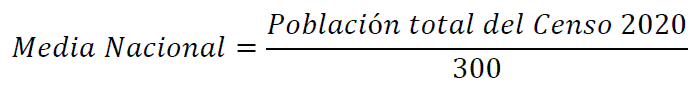 Media Nacional = Población total del Censo 2020 / 300